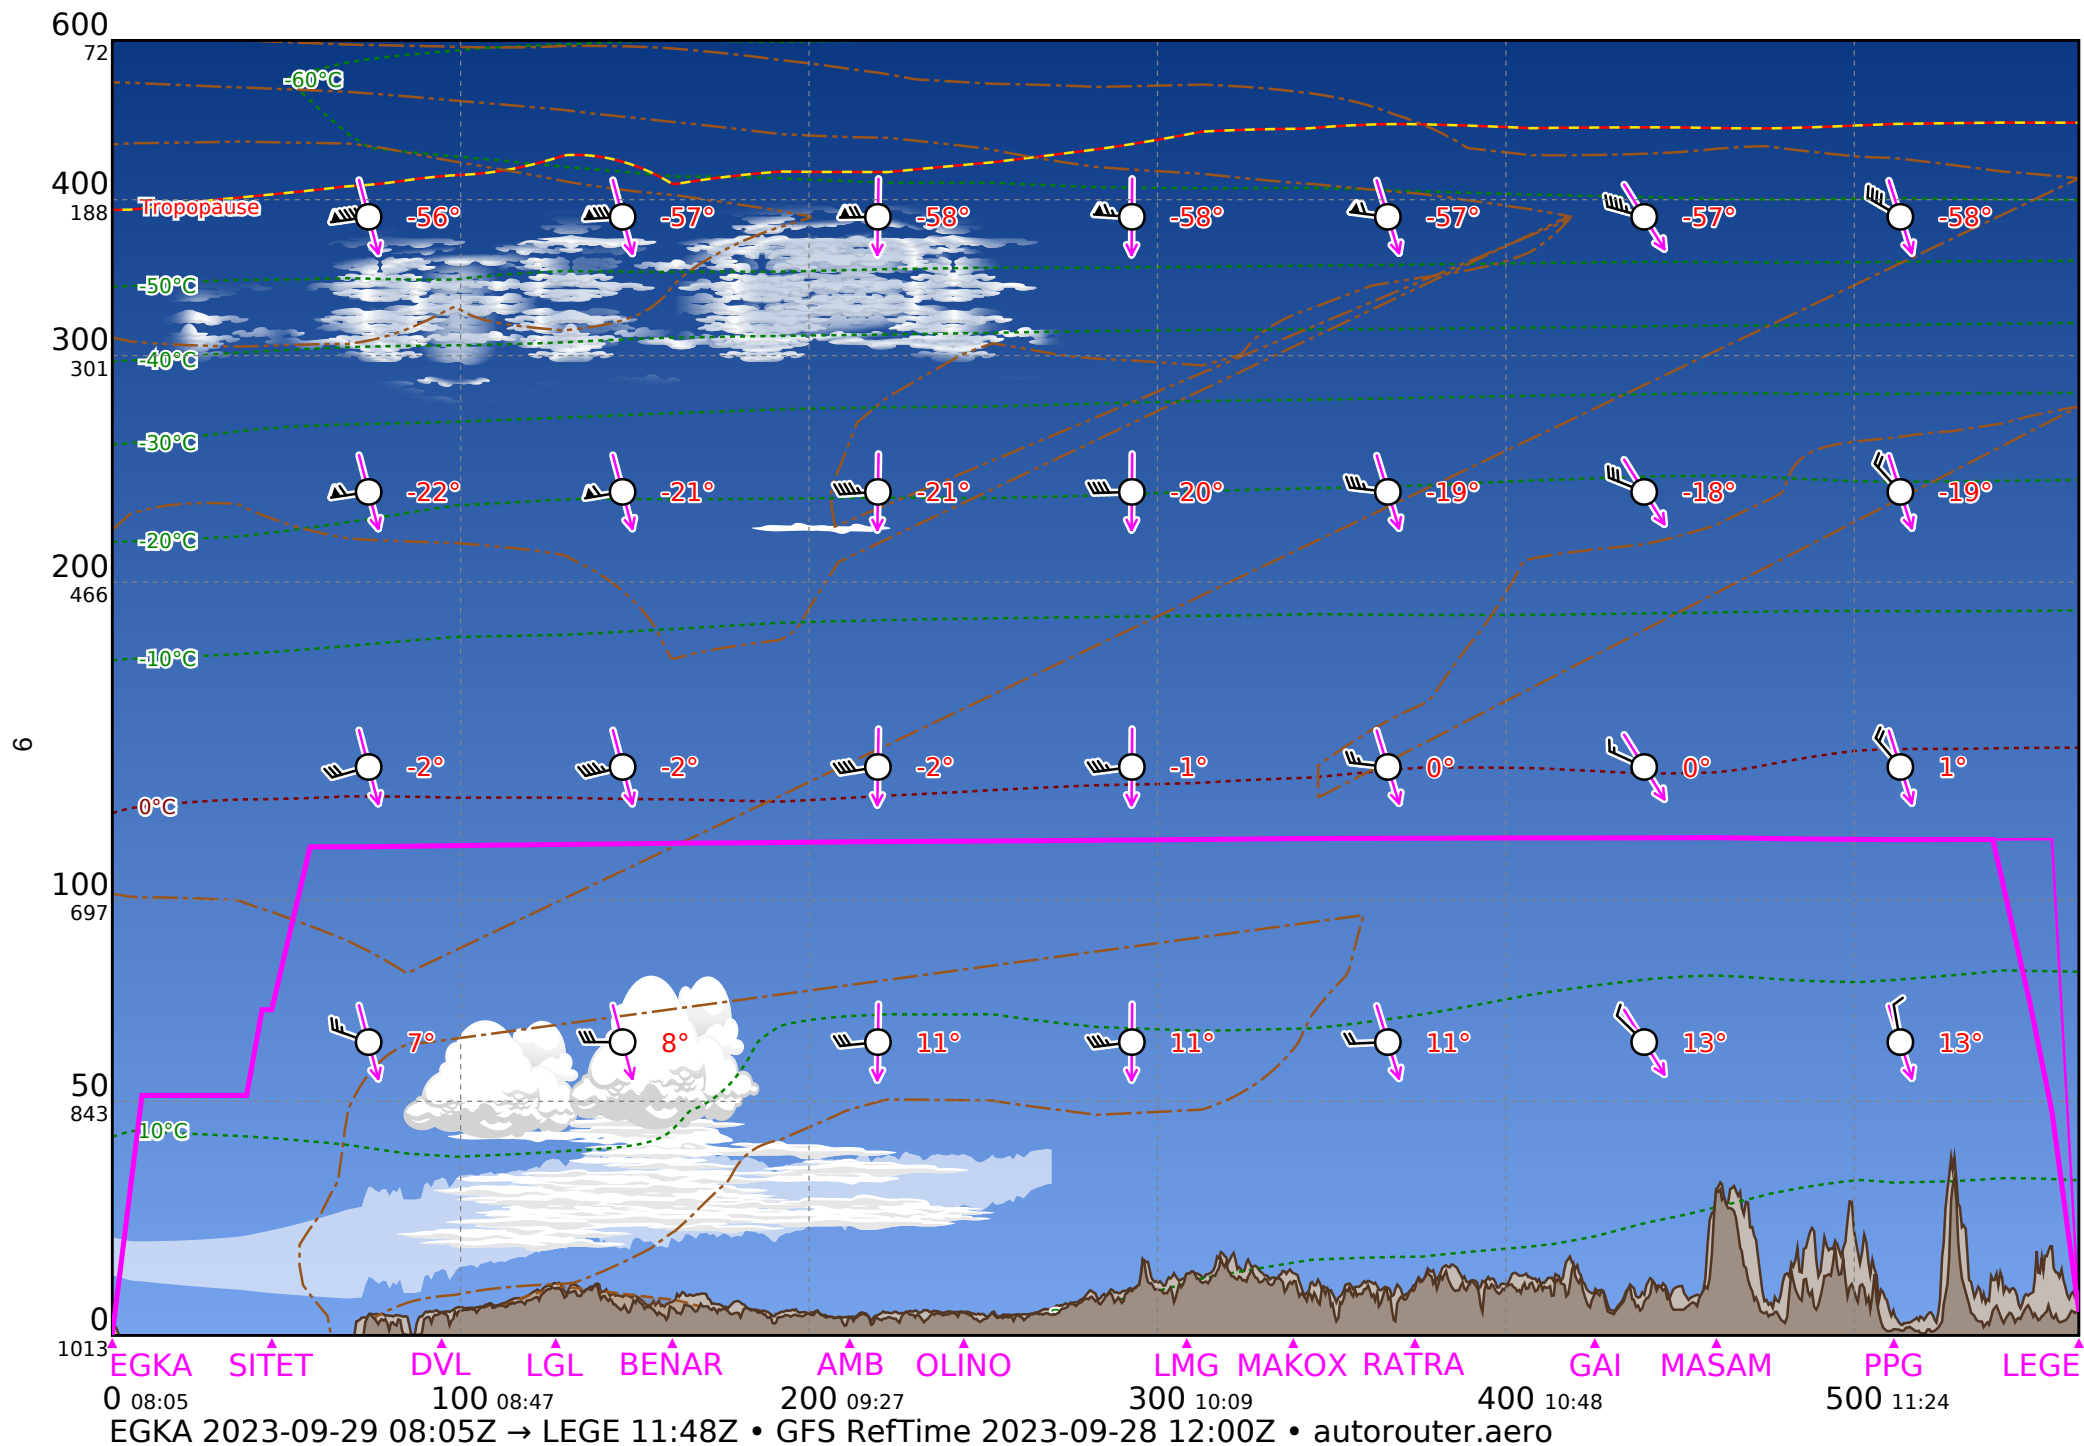 600
72
-60°C
400
188
Tropopause
-56° -57° -58° -58° -57° -57° -58°
-50°C
300
301
-40°C
-30°C
-22° -21° -21° -20° -19° -18° -19°
-20°C
200
466
-10°C
6
-2° -2° -2° -1° 0° 0° 1°
0°C
100
697
7° 8° 11° 11° 11° 13° 13°
50
843
10°C
0
1013
EGKA SITET DVL LGL BENAR AMB OLINO LMG MAKOX RATRA GAI MASAM PPG LEGE
0 08:05 100 08:47 200 09:27 300 10:09 400 10:48 500 11:24
EGKA 2023-09-29 08:05Z → LEGE 11:48Z • GFS RefTime 2023-09-28 12:00Z • autorouter.aero